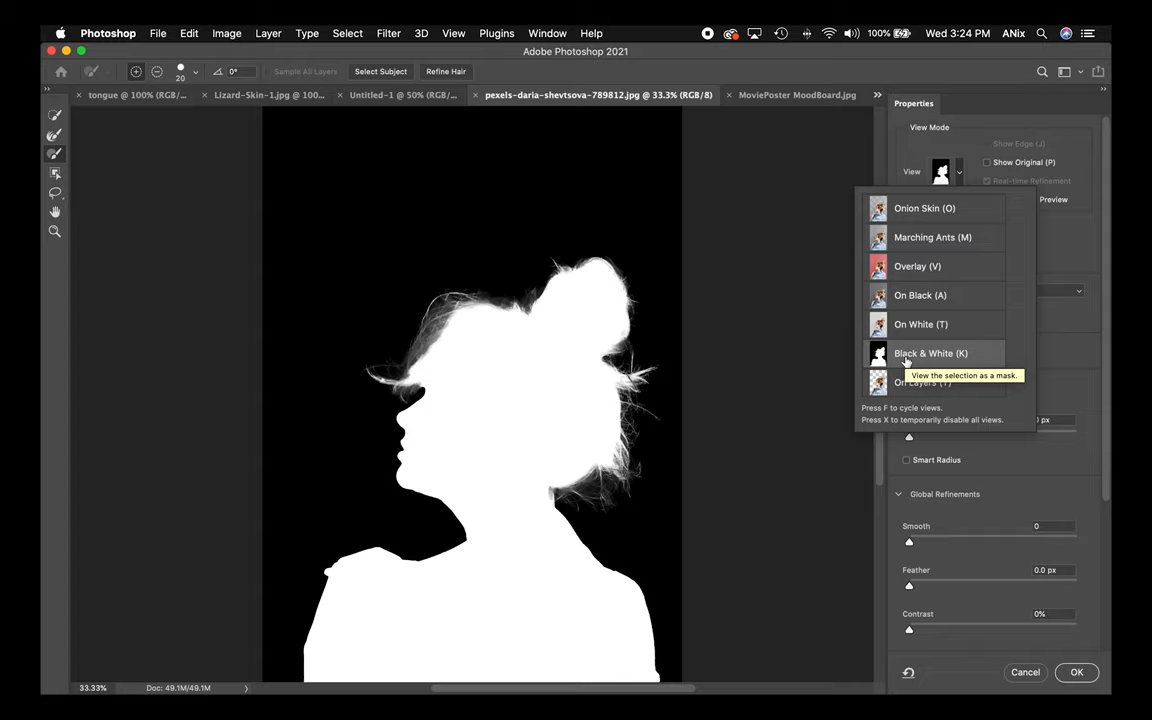 Photoshop File Edit Image Layer Type Select Filter 3D View Plugins Window Help 100% Wed 3:24 PM ANix
Adobe Photoshop 2021
20 0° Sample All Layers Select Subject Refine Hair
× tongue @ 100% (RGB/... × Lizard-Skin-1.jpg @ 100... × Untitled-1 @ 50% (RGB/... × pexels-daria-shevtsova-789812.jpg @ 33.3% (RGB/8) × MoviePoster MoodBoard.jpg »
Properties
View Mode
Show Edge (J)
View Show Original (P)
Real-time Refinement
Preview
Onion Skin (O)
Marching Ants (M)
Overlay (V)
On Black (A)
On White (T)
Black & White (K)
View the selection as a mask.
On Layers (Y)
Press F to cycle views.
Press X to temporarily disable all views.
px
Smart Radius
Global Refinements
Smooth 0
Feather 0.0 px
Contrast 0%
Cancel OK
33.33% Doc: 49.1M/49.1M